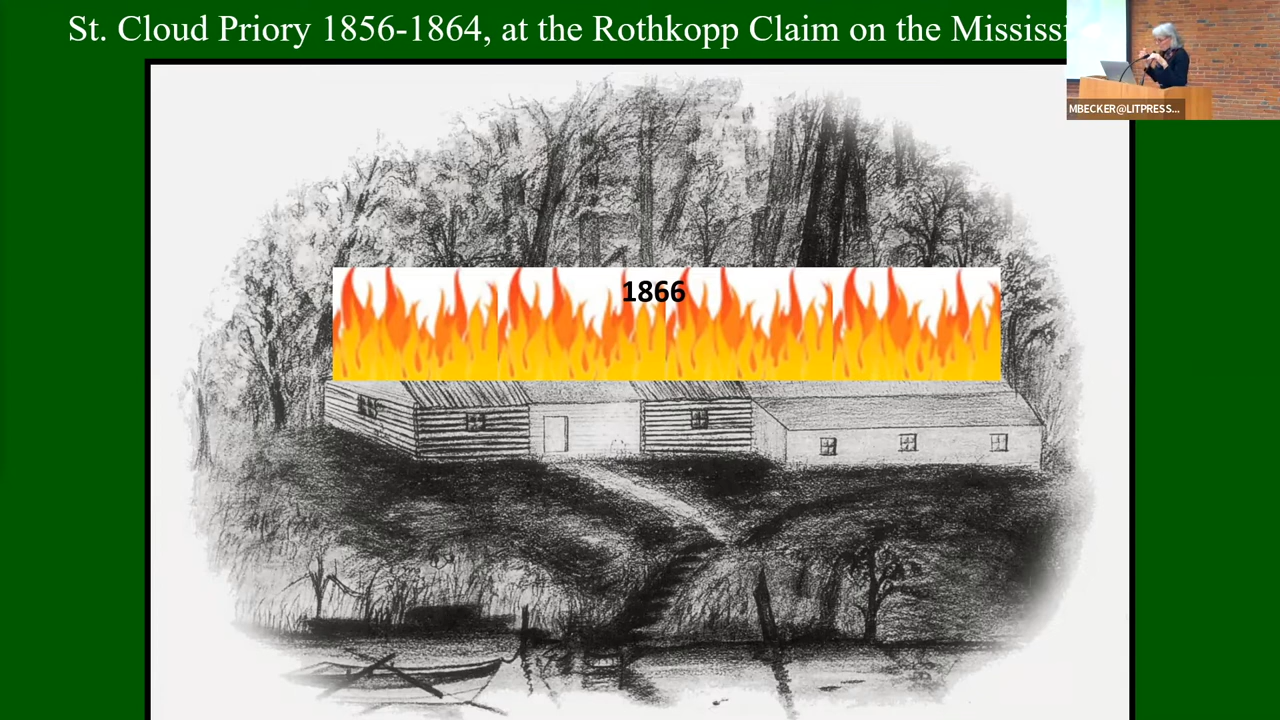 St. Cloud Priory 1856-1864, at the Rothkopp Claim on the Mississi
MBECKER@LITPRESS...
1866